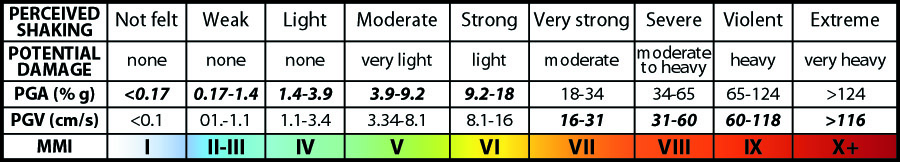 PERCEIVED SHAKING Not felt Weak Light Moderate Strong Very strong Severe Violent Extreme
POTENTIAL DAMAGE none none none very light light moderate moderate to heavy heavy very heavy
PGA (% g) <0.17 0.17-1.4 1.4-3.9 3.9-9.2 9.2-18 18-34 34-65 65-124 >124
PGV (cm/s) <0.1 01.-1.1 1.1-3.4 3.34-8.1 8.1-16 16-31 31-60 60-118 >116
MMI I II-III IV V VI VII VIII IX X+